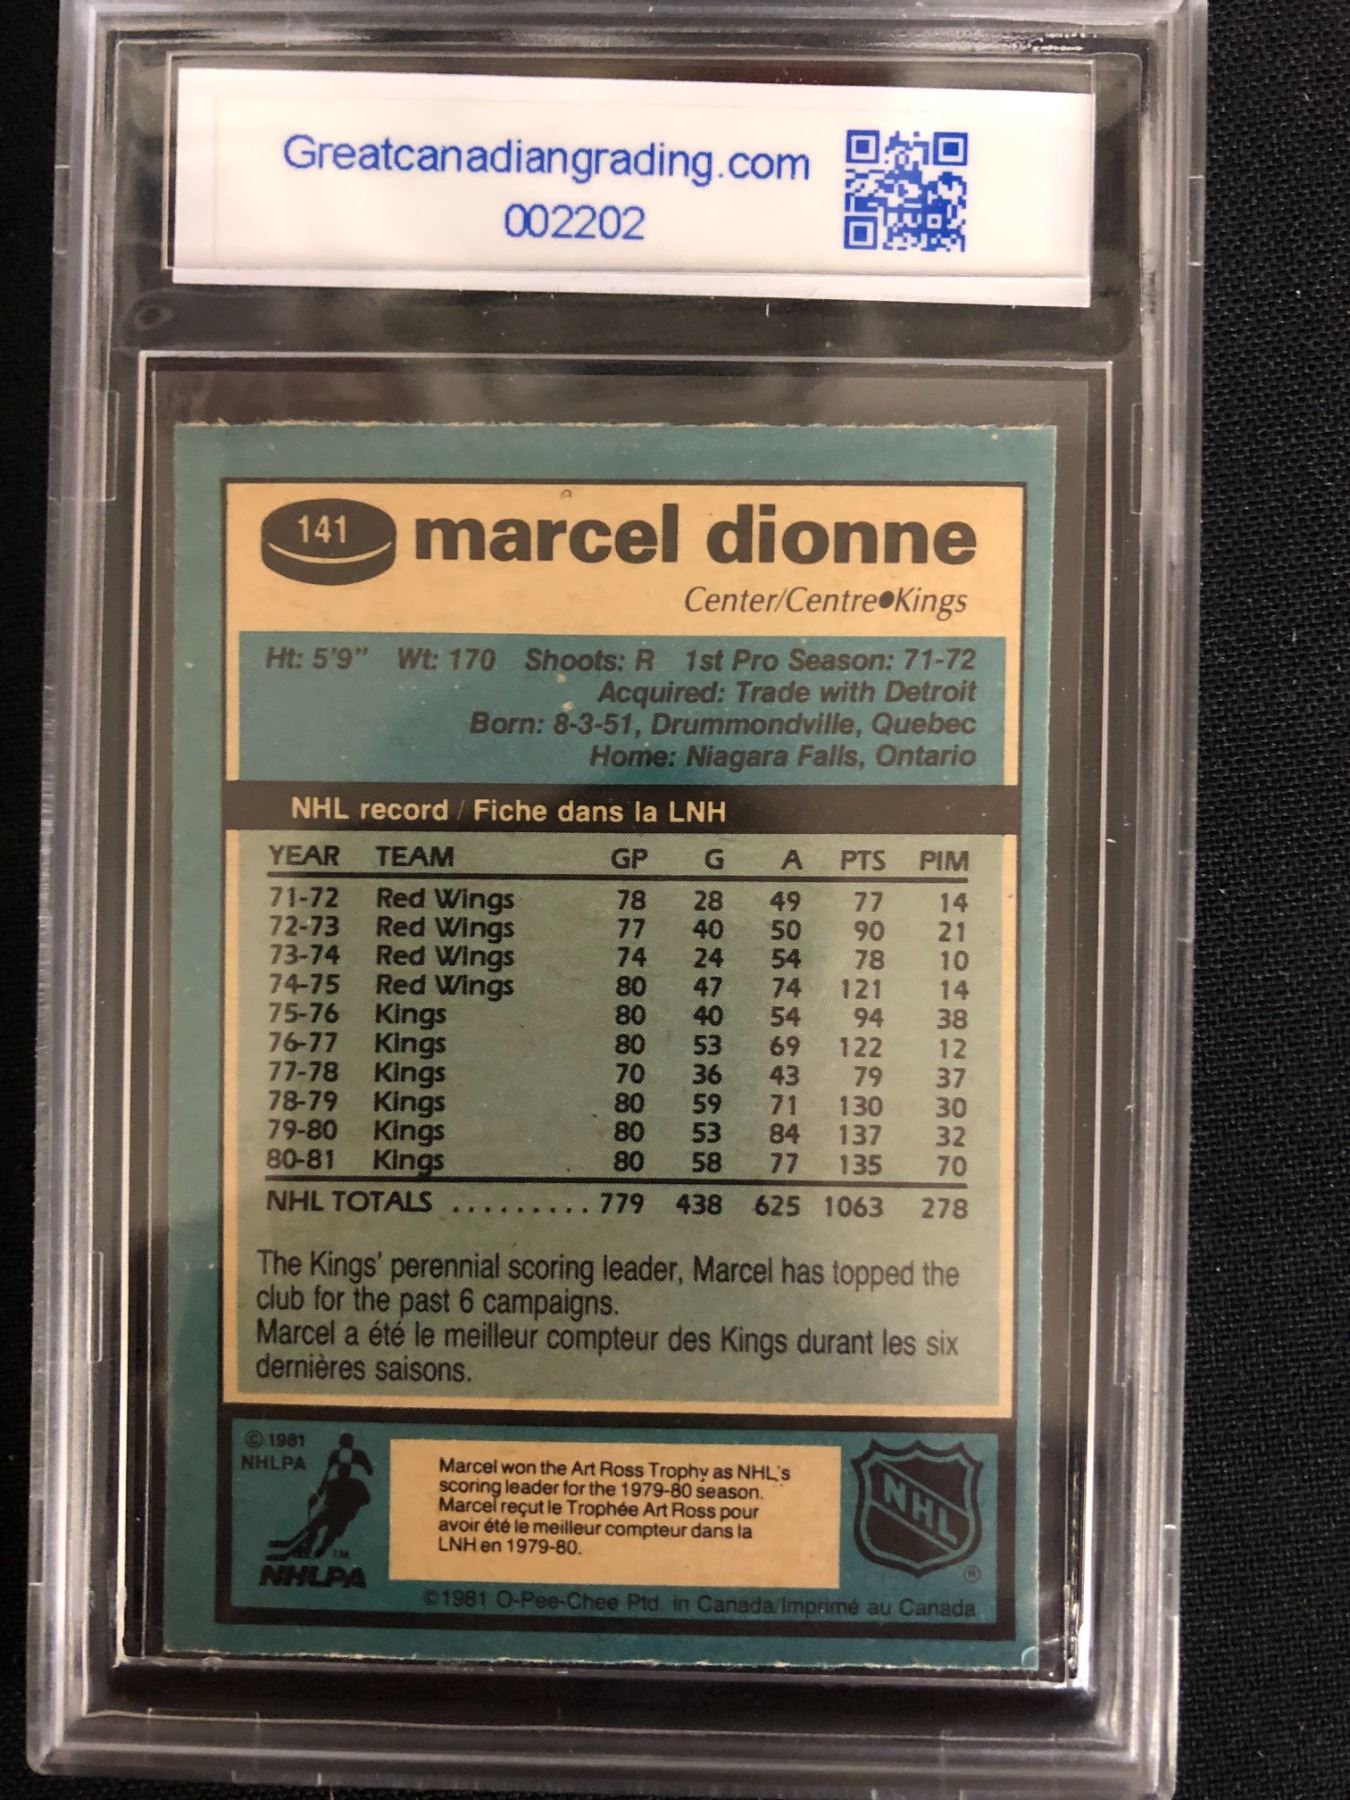 Greatcanadiangrading.com
002202
141 marcel dionne
Center/Centre●Kings
Ht: 5'9" Wt: 170 Shoots: R 1st Pro Season: 71-72
Acquired: Trade with Detroit
Born: 8-3-51, Drummondville, Quebec
Home: Niagara Falls, Ontario
NHL record / Fiche dans la LNH
YEAR TEAM GP G A PTS PIM
71-72 Red Wings 78 28 49 77 14
72-73 Red Wings 77 40 50 90 21
73-74 Red Wings 74 24 54 78 10
74-75 Red Wings 80 47 74 121 14
75-76 Kings 80 40 54 94 38
76-77 Kings 80 53 69 122 12
77-78 Kings 70 36 43 79 37
78-79 Kings 80 59 71 130 30
79-80 Kings 80 53 84 137 32
80-81 Kings 80 58 77 135 70
NHL TOTALS .......... 779 438 625 1063 278
The Kings' perennial scoring leader, Marcel has topped the
club for the past 6 campaigns.
Marcel a été le meilleur compteur des Kings durant les six
dernières saisons.
© 1981
NHLPA
TM
NHLPA
Marcel won the Art Ross Trophy as NHL's
scoring leader for the 1979-80 season.
Marcel reçut le Trophée Art Ross pour
avoir été le meilleur compteur dans la
LNH en 1979-80.
NHL
®
©1981 O-Pee-Chee Ptd. in Canada/Imprimé au Canada